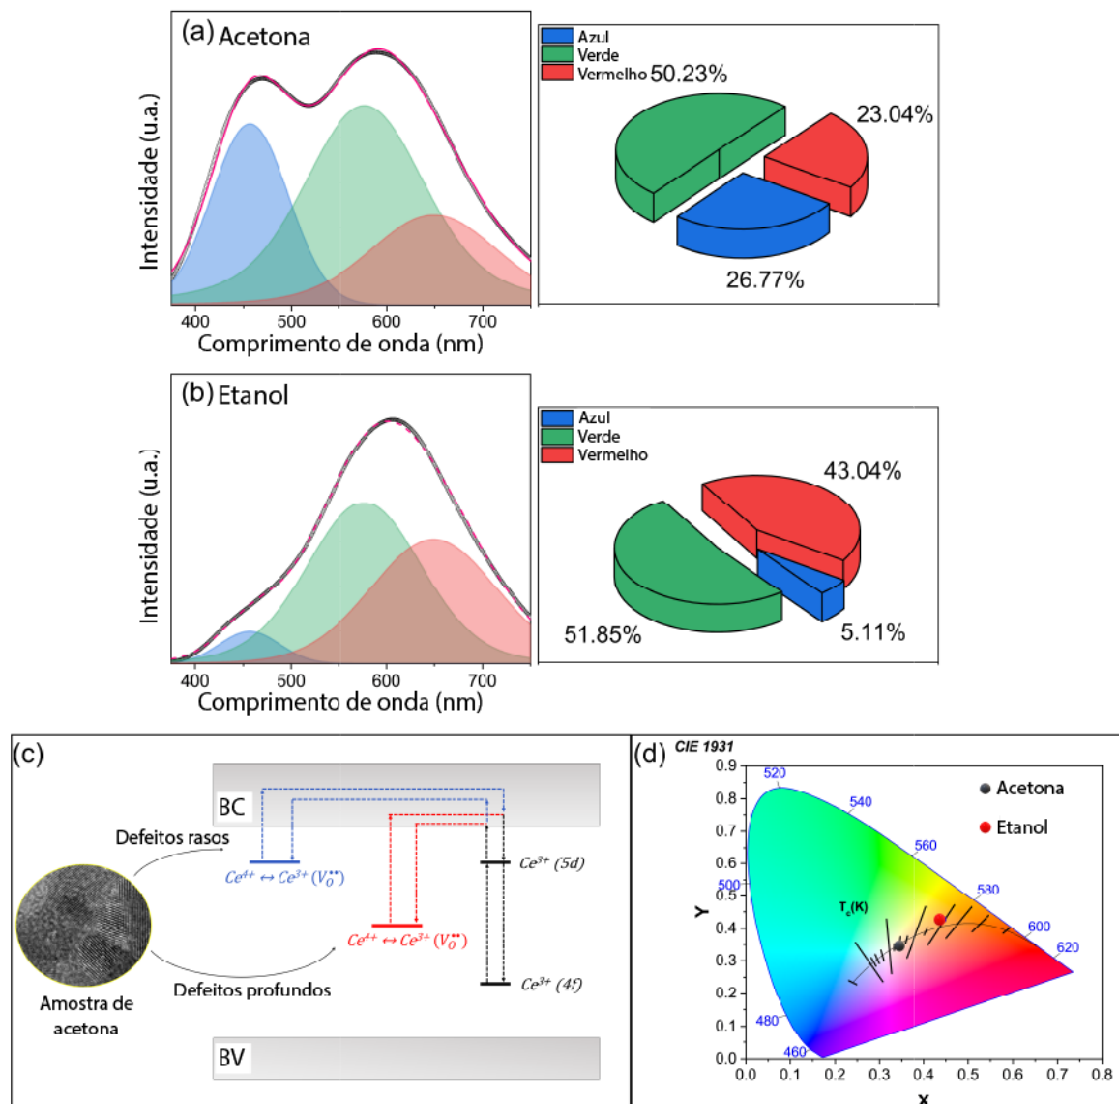 (a) Acetona
Intensidade (u.a.)
400 500 600 700
Comprimento de onda (nm)
Azul
Verde
Vermelho
50.23%
23.04%
26.77%
(b) Etanol
Intensidade (u.a.)
400 500 600 700
Comprimento de onda (nm)
Azul
Verde
Vermelho
43.04%
51.85%
5.11%
(c)
BC
Defeitos rasos
Ce⁴⁺ ↔ Ce³⁺ (V_O^••)
Ce³⁺ (5d)
Ce⁴⁺ ↔ Ce³⁺ (V_O^••)
Ce³⁺ (4f)
Defeitos profundos
Amostra de
acetona
BV
(d) CIE 1931
Acetona
Etanol
T_c(K)
Y
0.9
0.8
0.7
0.6
0.5
0.4
0.3
0.2
0.1
0.0
520
540
560
500
580
600
620
480
460
0.0 0.1 0.2 0.3 0.4 0.5 0.6 0.7 0.8
X